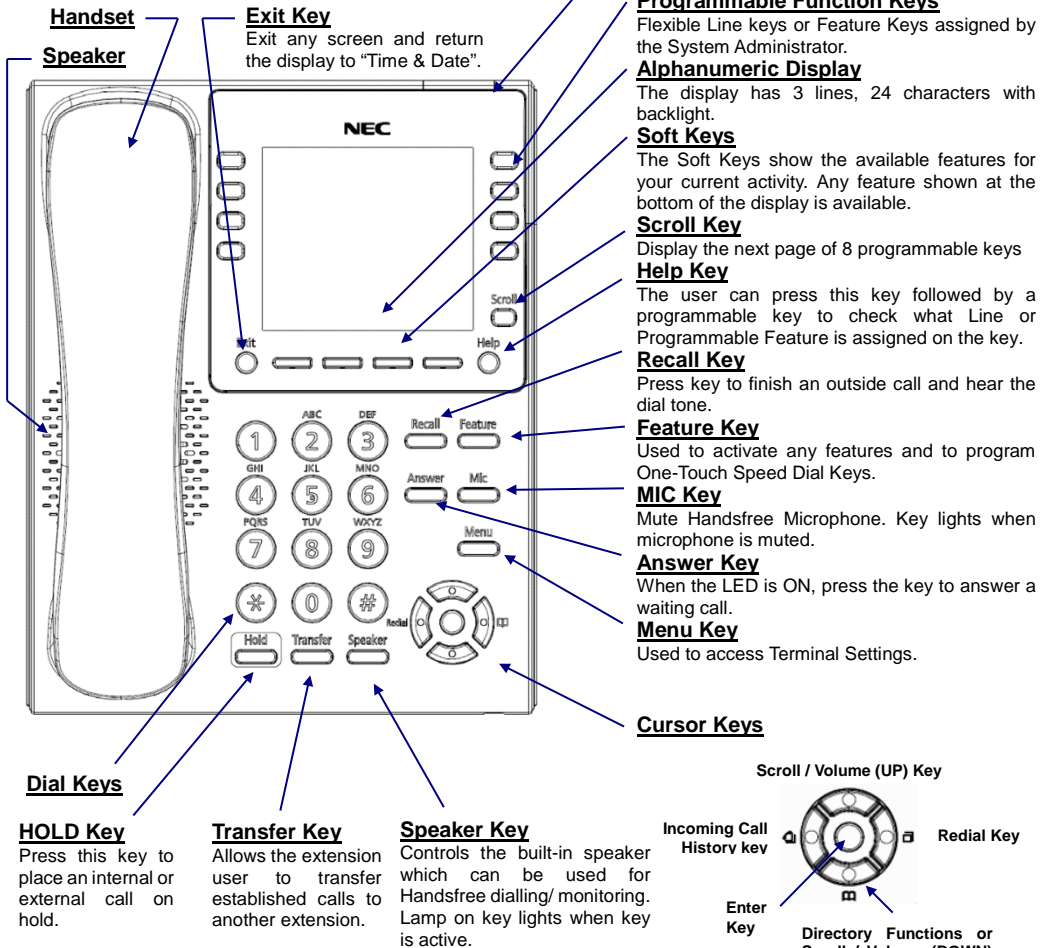 Handset
Exit Key
Exit any screen and return
the display to “Time & Date”.
Speaker
Programmable Function Keys
Flexible Line keys or Feature Keys assigned by
the System Administrator.
Alphanumeric Display
The display has 3 lines, 24 characters with
backlight.
Soft Keys
The Soft Keys show the available features for
your current activity. Any feature shown at the
bottom of the display is available.
Scroll Key
Display the next page of 8 programmable keys
Help Key
The user can press this key followed by a
programmable key to check what Line or
Programmable Feature is assigned on the key.
Recall Key
Press key to finish an outside call and hear the
dial tone.
Feature Key
Used to activate any features and to program
One-Touch Speed Dial Keys.
MIC Key
Mute Handsfree Microphone. Key lights when
microphone is muted.
Answer Key
When the LED is ON, press the key to answer a
waiting call.
Menu Key
Used to access Terminal Settings.
Cursor Keys
NEC
Scroll
Exit
Help
ABC DEF
1 2 3
Recall Feature
GHI JKL MNO
4 5 6
Answer Mic
PQRS TUV WXYZ
7 8 9
Menu
* 0 #
Redial
Hold Transfer Speaker
Dial Keys
HOLD Key
Press this key to
place an internal or
external call on
hold.
Transfer Key
Allows the extension
user to transfer
established calls to
another extension.
Speaker Key
Controls the built-in speaker
which can be used for
Handsfree dialling/ monitoring.
Lamp on key lights when key
is active.
Scroll / Volume (UP) Key
Incoming Call
History key
Redial Key
Enter
Key
Directory Functions or
Scroll / Volume (DOWN)